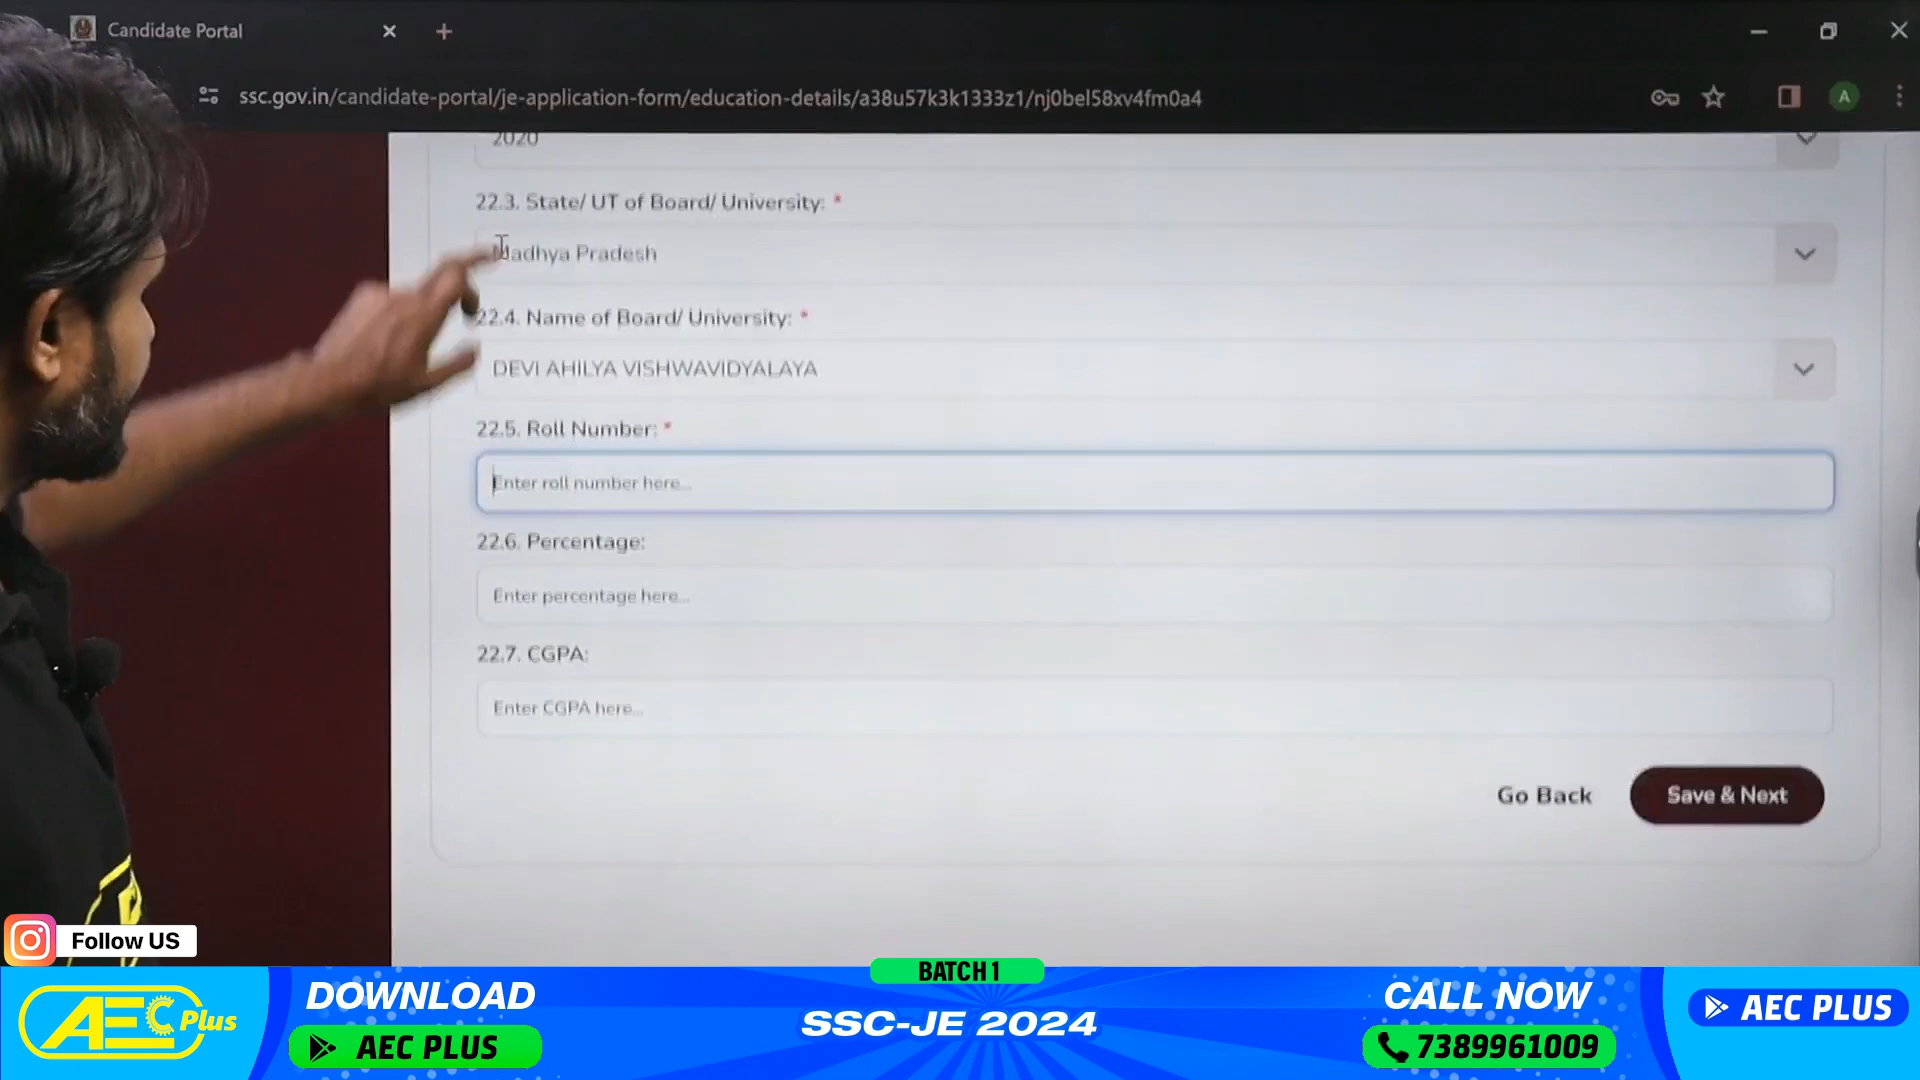 Candidate Portal
ssc.gov.in/candidate-portal/je-application-form/education-details/a38u57k3k1333z1/nj0bel58xv4fm0a4
A
2020
22.3. State/ UT of Board/ University: *
Madhya Pradesh
22.4. Name of Board/ University: *
DEVI AHILYA VISHWAVIDYALAYA
22.5. Roll Number: *
Enter roll number here...
22.6. Percentage:
Enter percentage here...
22.7. CGPA:
Enter CGPA here...
Go Back
Save & Next
Follow US
AEC Plus
DOWNLOAD
AEC PLUS
BATCH 1
SSC-JE 2024
CALL NOW
7389961009
AEC PLUS